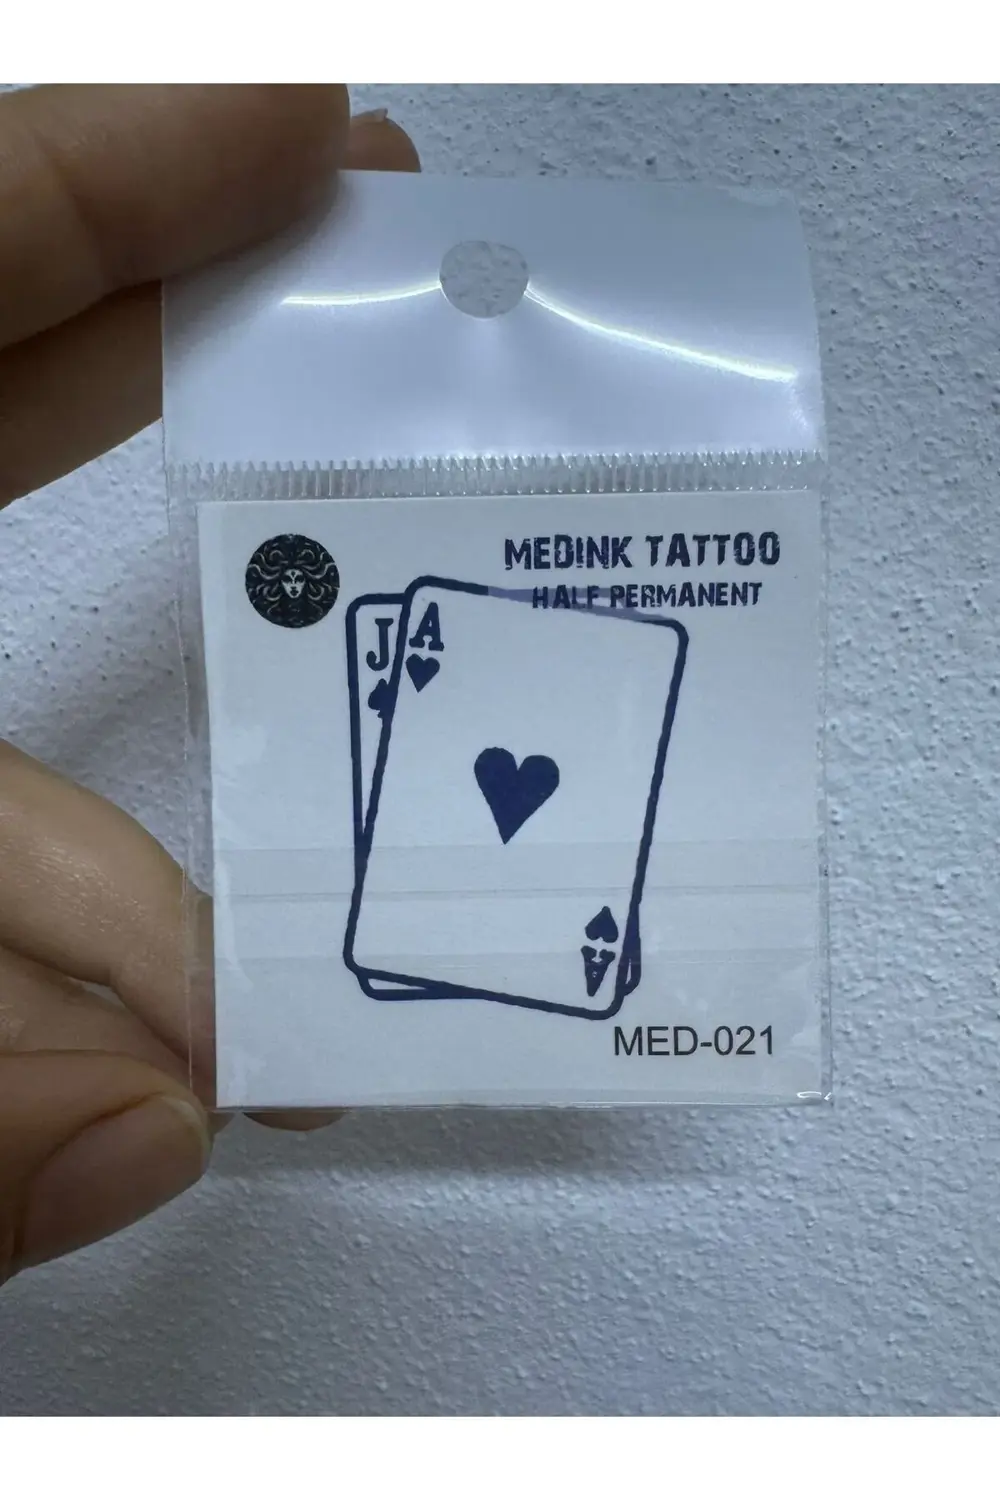 MEDINK TATTOO
HALF PERMANENT
J A
A
MED-021